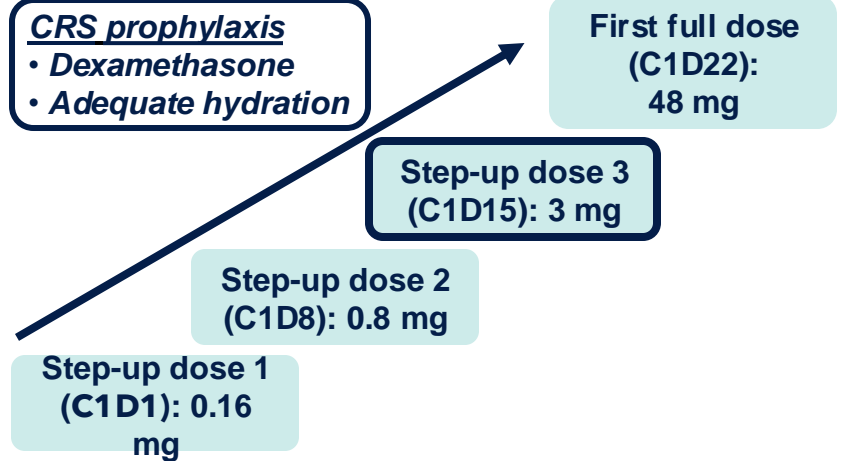 CRS prophylaxis
• Dexamethasone
• Adequate hydration
First full dose
(C1D22):
48 mg
Step-up dose 3
(C1D15): 3 mg
Step-up dose 2
(C1D8): 0.8 mg
Step-up dose 1
(C1D1): 0.16
mg